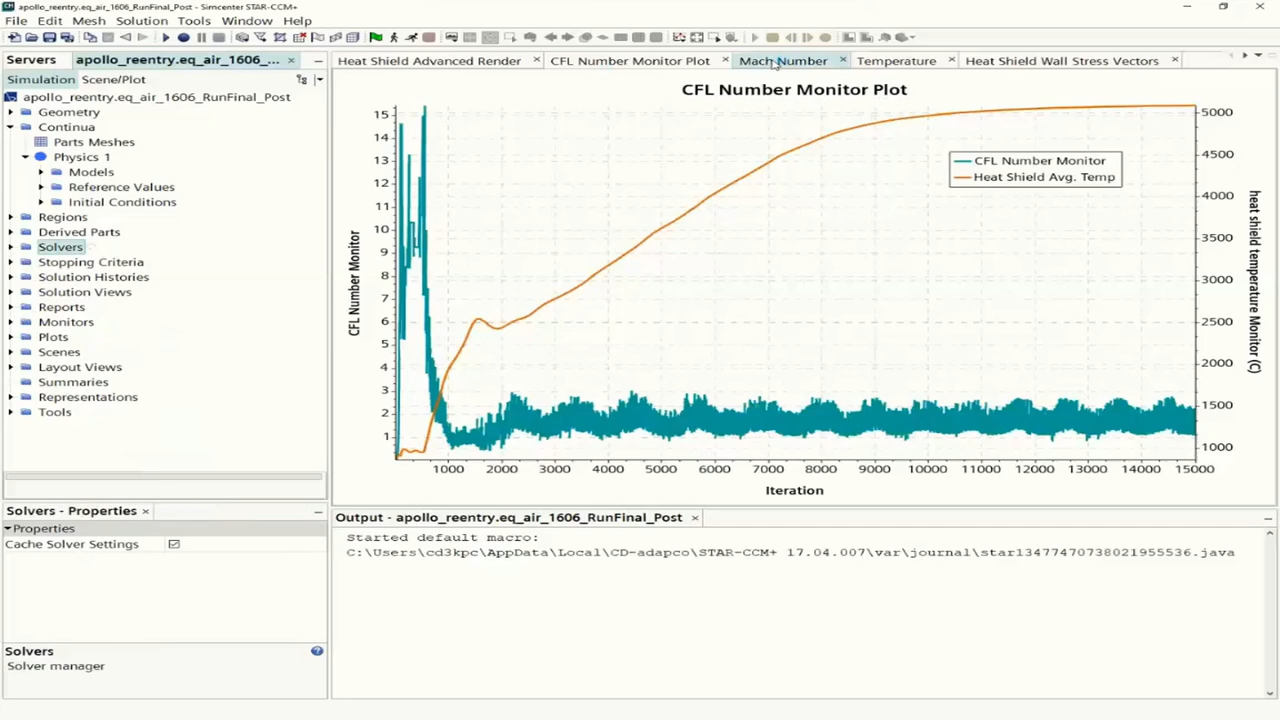 apollo_reentry.eq_air_1606_RunFinal_Post - Simcenter STAR-CCM+
File Edit Mesh Solution Tools Window Help
Servers apollo_reentry.eq_air_1606_... ×
Simulation Scene/Plot
apollo_reentry.eq_air_1606_RunFinal_Post
Geometry
Continua
Parts Meshes
Physics 1
Models
Reference Values
Initial Conditions
Regions
Derived Parts
Solvers
Stopping Criteria
Solution Histories
Solution Views
Reports
Monitors
Plots
Scenes
Layout Views
Summaries
Representations
Tools
Solvers - Properties ×
Properties
Cache Solver Settings
Solvers
Solver manager
Heat Shield Advanced Render × CFL Number Monitor Plot × Mach Number × Temperature × Heat Shield Wall Stress Vectors ×
CFL Number Monitor Plot
CFL Number Monitor
Heat Shield Avg. Temp
CFL Number Monitor
15
14
13
12
11
10
9
8
7
6
5
4
3
2
1
5000
4500
4000
3500
3000
2500
2000
1500
1000
heat shield temperature Monitor (C)
1000 2000 3000 4000 5000 6000 7000 8000 9000 10000 11000 12000 13000 14000 15000
Iteration
Output - apollo_reentry.eq_air_1606_RunFinal_Post ×
Started default macro:
C:\Users\cd3kpc\AppData\Local\CD-adapco\STAR-CCM+ 17.04.007\var\journal\star13477470738021955536.java